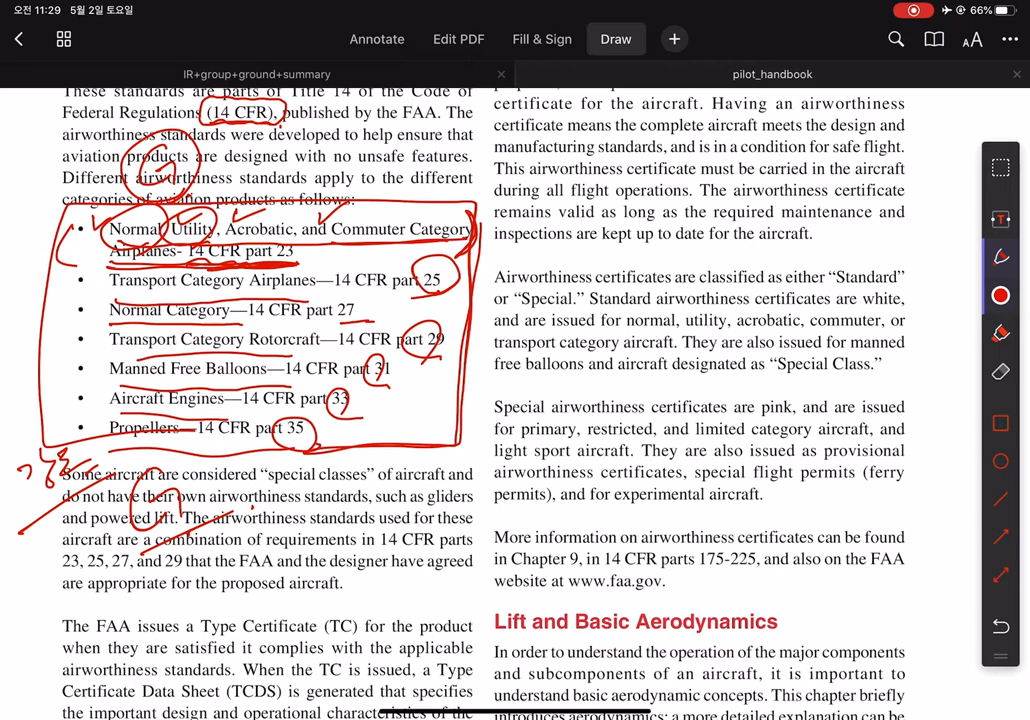 오전 11:29 5월 2일 토요일
66%
Annotate Edit PDF Fill & Sign Draw
AA
IR+group+ground+summary
pilot_handbook
These standards are parts of Title 14 of the Code of
Federal Regulations (14 CFR), published by the FAA. The
airworthiness standards were developed to help ensure that
aviation products are designed with no unsafe features.
Different airworthiness standards apply to the different
categories of aviation products as follows:
• Normal, Utility, Acrobatic, and Commuter Category
Airplanes- 14 CFR part 23
• Transport Category Airplanes—14 CFR part 25
• Normal Category—14 CFR part 27
• Transport Category Rotorcraft—14 CFR part 29
• Manned Free Balloons—14 CFR part 31
• Aircraft Engines—14 CFR part 33
• Propellers—14 CFR part 35
Some aircraft are considered “special classes” of aircraft and
do not have their own airworthiness standards, such as gliders
and powered lift. The airworthiness standards used for these
aircraft are a combination of requirements in 14 CFR parts
23, 25, 27, and 29 that the FAA and the designer have agreed
are appropriate for the proposed aircraft.
The FAA issues a Type Certificate (TC) for the product
when they are satisfied it complies with the applicable
airworthiness standards. When the TC is issued, a Type
Certificate Data Sheet (TCDS) is generated that specifies
the important design and operational characteristics of the
certificate for the aircraft. Having an airworthiness
certificate means the complete aircraft meets the design and
manufacturing standards, and is in a condition for safe flight.
This airworthiness certificate must be carried in the aircraft
during all flight operations. The airworthiness certificate
remains valid as long as the required maintenance and
inspections are kept up to date for the aircraft.
Airworthiness certificates are classified as either “Standard”
or “Special.” Standard airworthiness certificates are white,
and are issued for normal, utility, acrobatic, commuter, or
transport category aircraft. They are also issued for manned
free balloons and aircraft designated as “Special Class.”
Special airworthiness certificates are pink, and are issued
for primary, restricted, and limited category aircraft, and
light sport aircraft. They are also issued as provisional
airworthiness certificates, special flight permits (ferry
permits), and for experimental aircraft.
More information on airworthiness certificates can be found
in Chapter 9, in 14 CFR parts 175-225, and also on the FAA
website at www.faa.gov.
Lift and Basic Aerodynamics
In order to understand the operation of the major components
and subcomponents of an aircraft, it is important to
understand basic aerodynamic concepts. This chapter briefly
introduces aerodynamics; a more detailed explanation can be